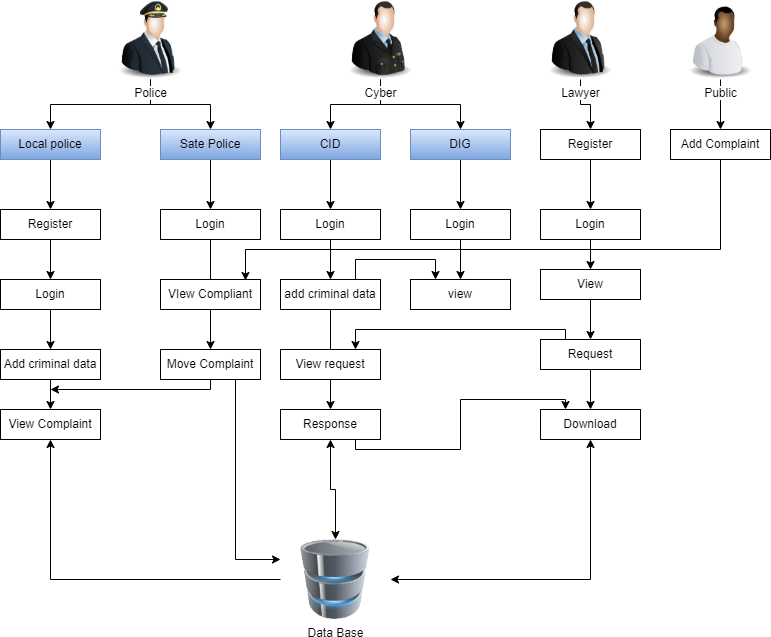 Police
Cyber
Lawyer
Public
Local police
Sate Police
CID
DIG
Register
Add Complaint
Register
Login
Login
Login
Login
Login
VIew Compliant
add criminal data
view
View
Add criminal data
Move Complaint
View request
Request
View Complaint
Response
Download
Data Base